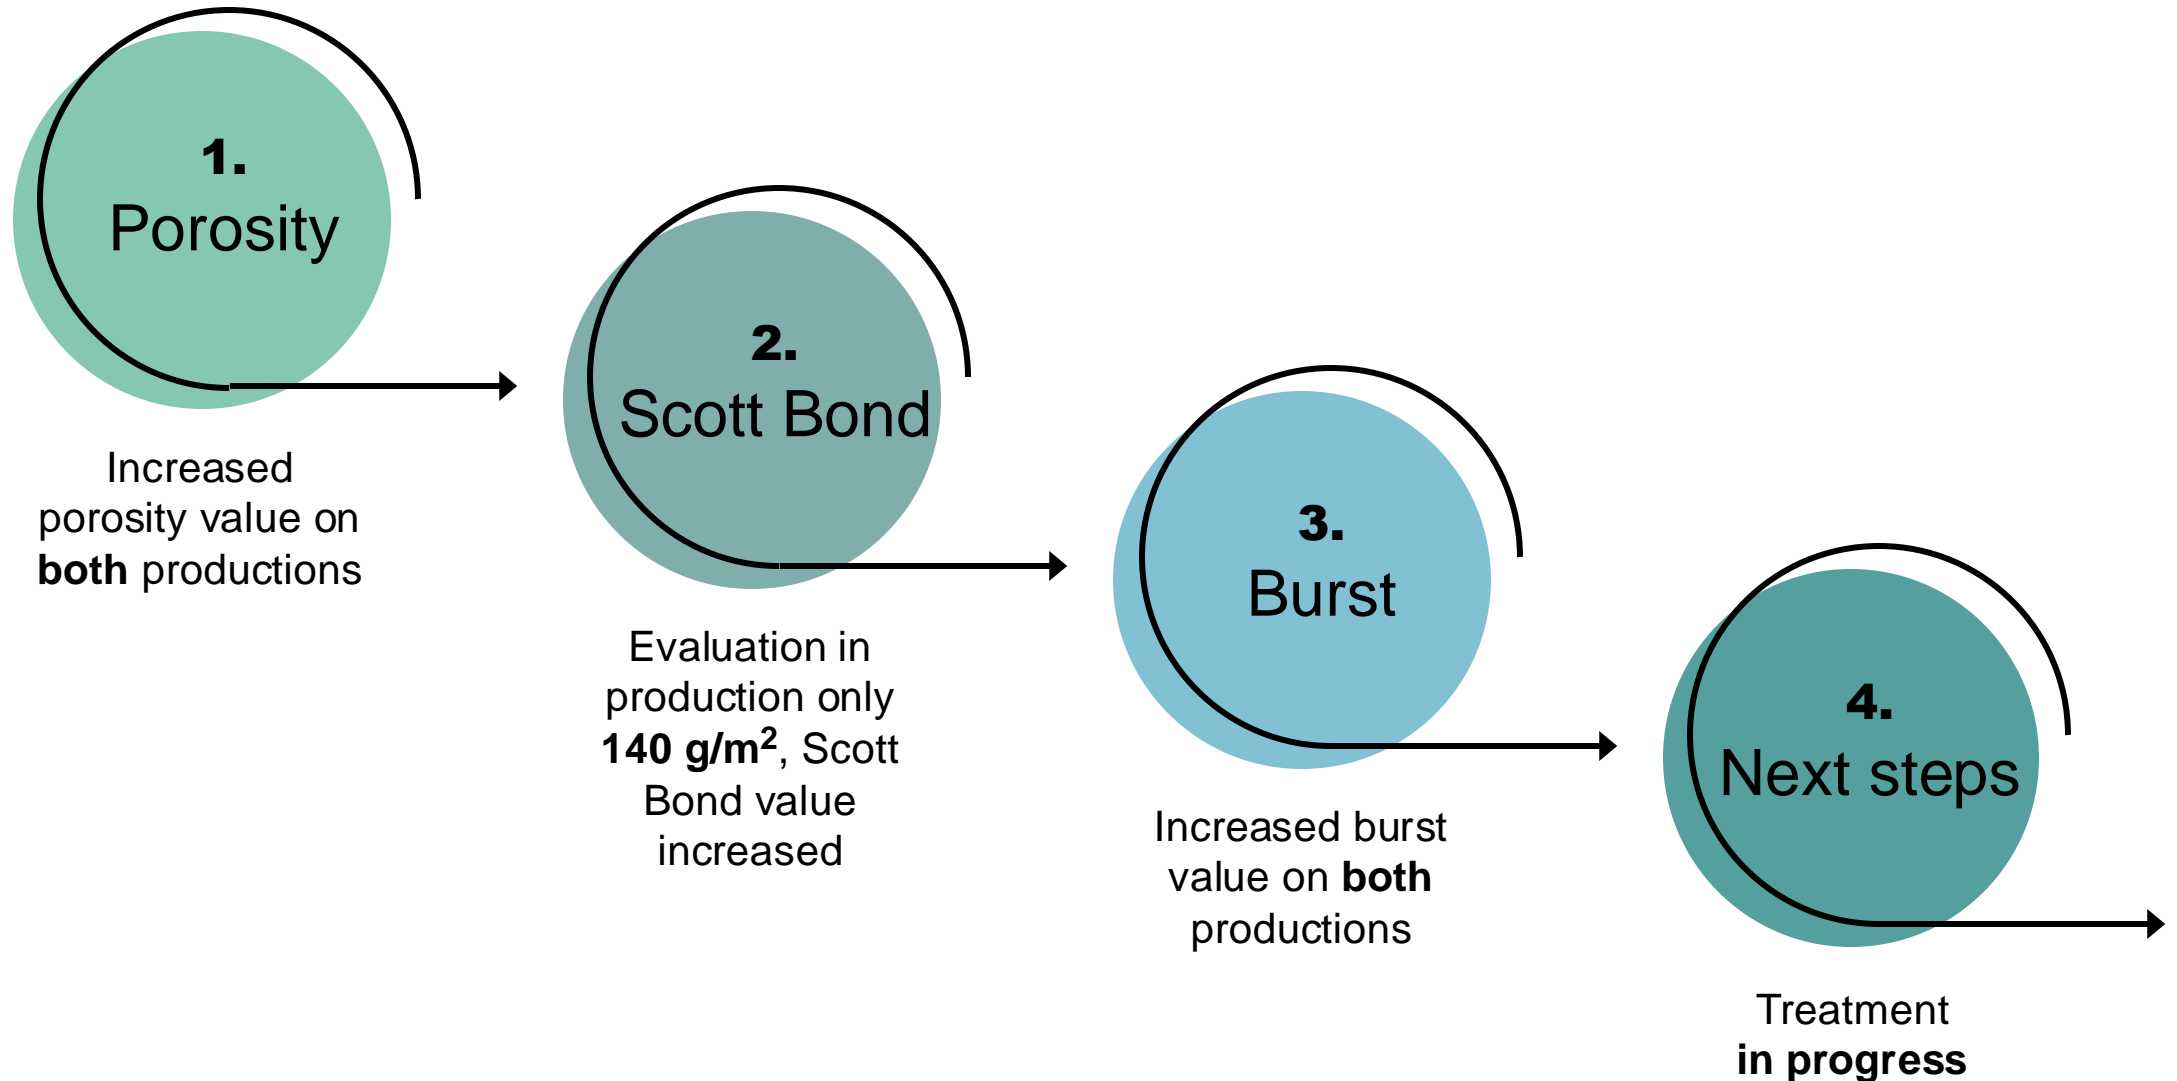 1.
Porosity
Increased
porosity value on
both productions
2.
Scott Bond
Evaluation in
production only
140 g/m², Scott
Bond value
increased
3.
Burst
Increased burst
value on both
productions
4.
Next steps
Treatment
in progress